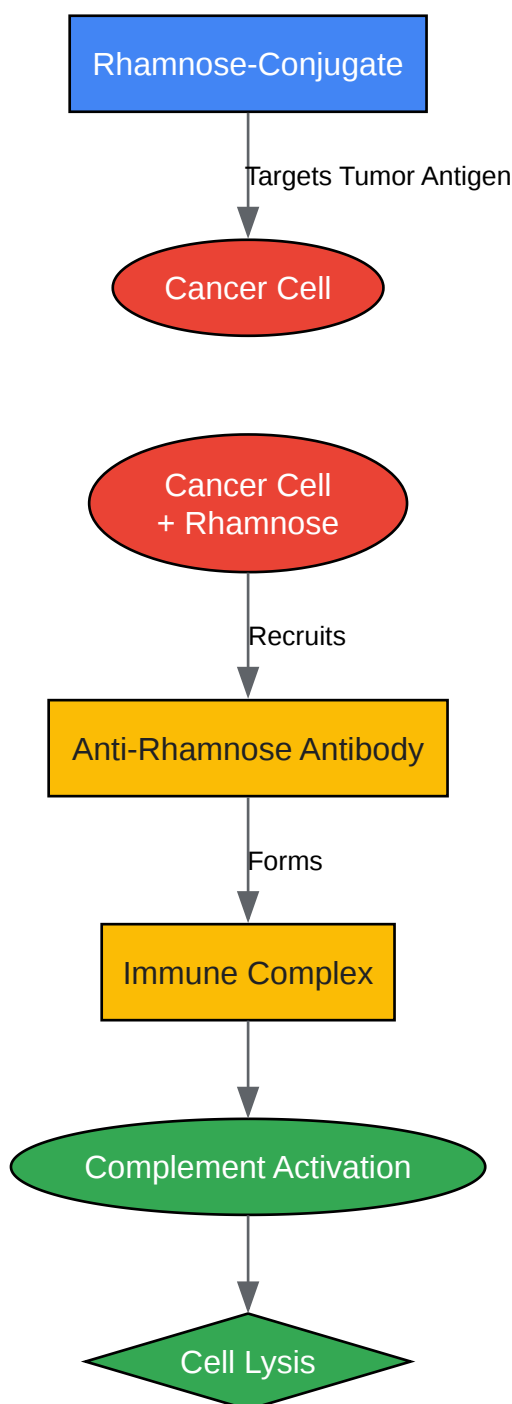 Rhamnose-Conjugate
Targets Tumor Antigen
Cancer Cell
Cancer Cell
+ Rhamnose
Recruits
Anti-Rhamnose Antibody
Forms
Immune Complex
Complement Activation
Cell Lysis